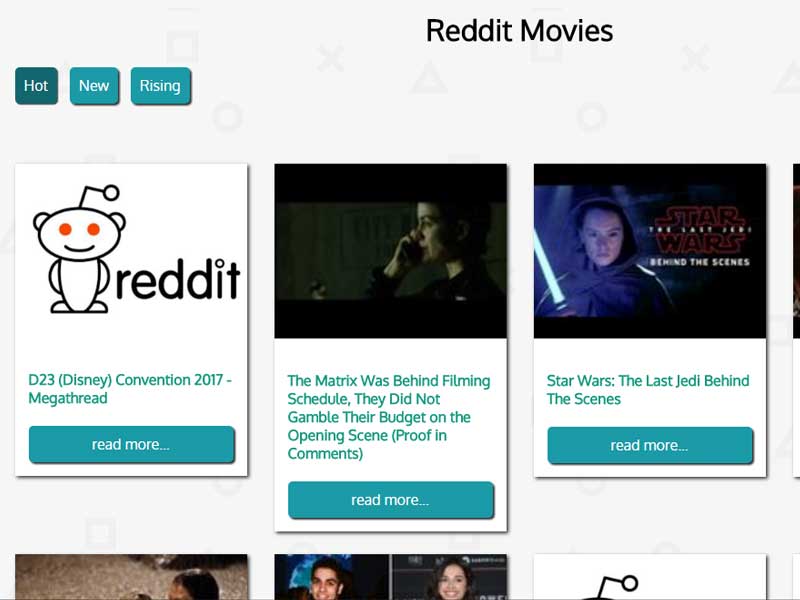 Reddit Movies
Hot
New
Rising
reddit
D23 (Disney) Convention 2017 -
Megathread
read more...
The Matrix Was Behind Filming
Schedule, They Did Not
Gamble Their Budget on the
Opening Scene (Proof in
Comments)
read more...
STAR
THE LAST JEDI
WARS
BEHIND THE SCENES
Star Wars: The Last Jedi Behind
The Scenes
read more...